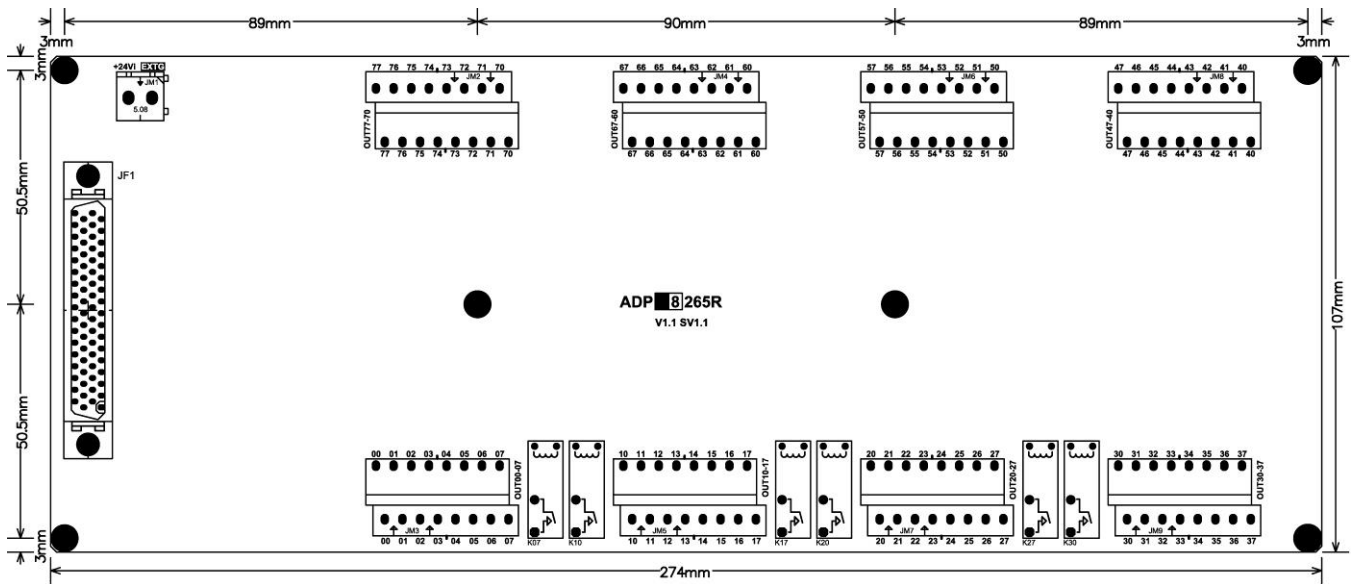 89mm 90mm 89mm
3mm 3mm
3mm
+24Vi EXTG
JM1
5.08
77 76 75 74 73 72 71 70
JM2
OUT77-70
77 76 75 74 73 72 71 70
67 66 65 64 63 62 61 60
JM4
OUT67-60
67 66 65 64 63 62 61 60
57 56 55 54 53 52 51 50
JM6
OUT57-50
57 56 55 54 53 52 51 50
47 46 45 44 43 42 41 40
JM8
OUT47-40
47 46 45 44 43 42 41 40
50.5mm
JF1
ADP 8 265R
V1.1 SV1.1
107mm
50.5mm
00 01 02 03 04 05 06 07
OUT00-07
JM3
00 01 02 03 04 05 06 07
K07 K10
10 11 12 13 14 15 16 17
OUT10-17
JM5
10 11 12 13 14 15 16 17
K17 K20
20 21 22 23 24 25 26 27
OUT20-27
JM7
20 21 22 23 24 25 26 27
K27 K30
30 31 32 33 34 35 36 37
OUT30-37
JM9
30 31 32 33 34 35 36 37
3mm
274mm